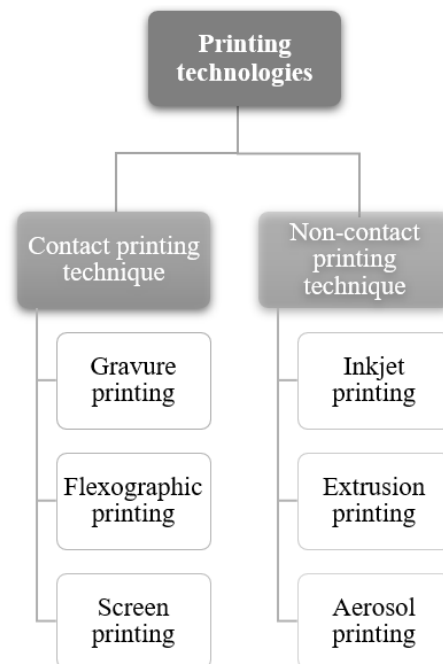 Printing
technologies
Contact printing
technique
Non-contact
printing
technique
Gravure
printing
Flexographic
printing
Screen
printing
Inkjet
printing
Extrusion
printing
Aerosol
printing